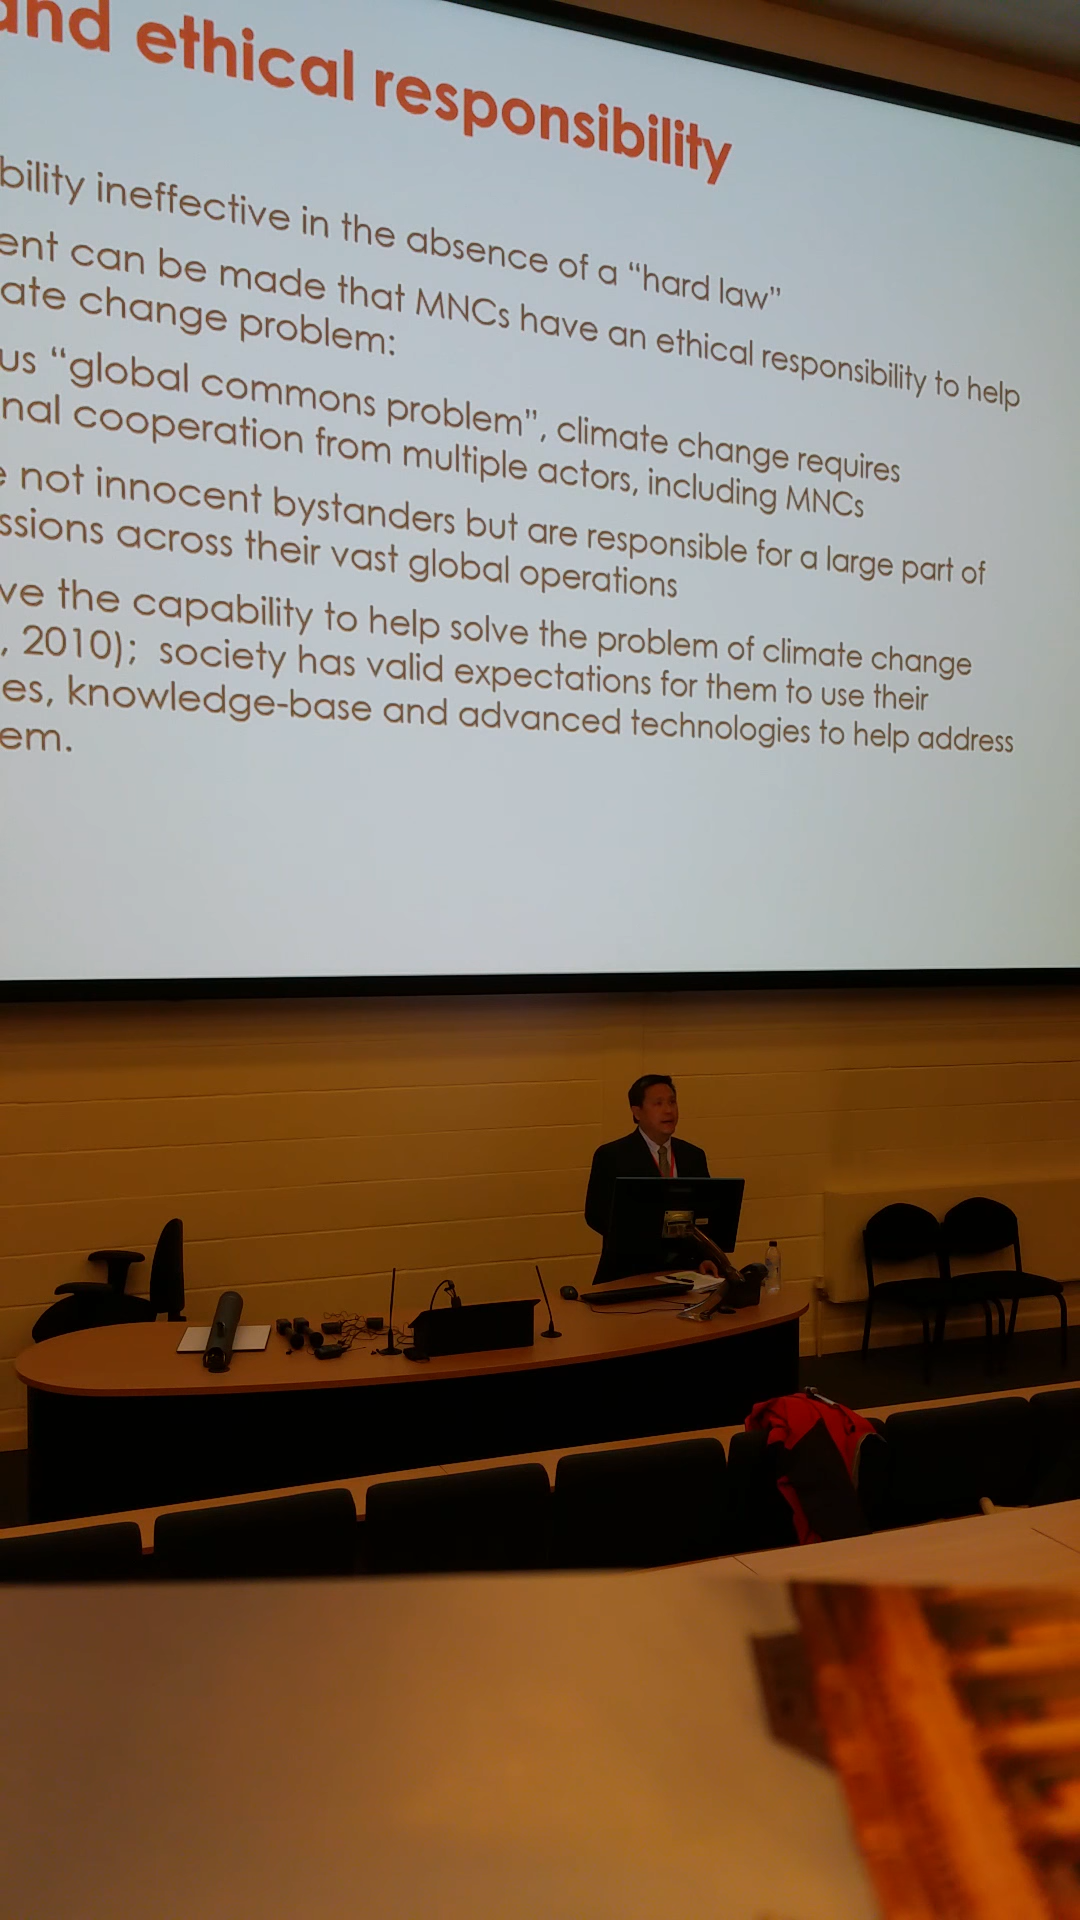 and ethical responsibility
bility ineffective in the absence of a “hard law”
ent can be made that MNCs have an ethical responsibility to help
ate change problem:
us “global commons problem”, climate change requires
nal cooperation from multiple actors, including MNCs
e not innocent bystanders but are responsible for a large part of
ssions across their vast global operations
ve the capability to help solve the problem of climate change
, 2010); society has valid expectations for them to use their
es, knowledge-base and advanced technologies to help address
em.